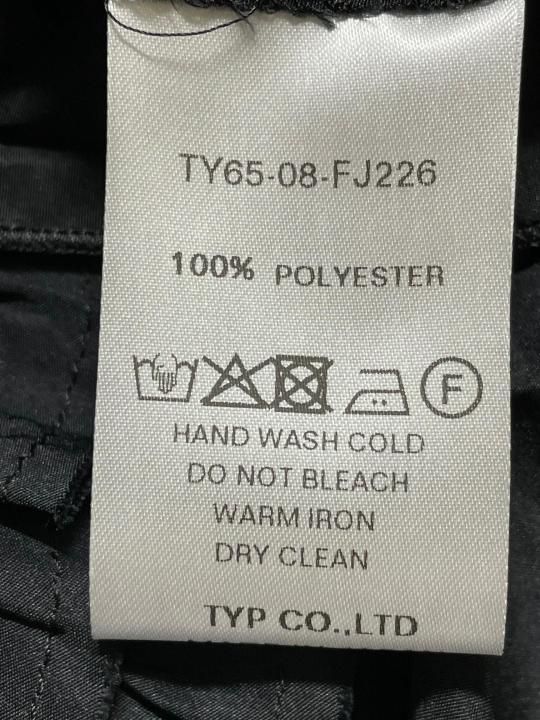 TY65-08-FJ226
100% POLYESTER
F
HAND WASH COLD
DO NOT BLEACH
WARM IRON
DRY CLEAN
TYP CO.,LTD